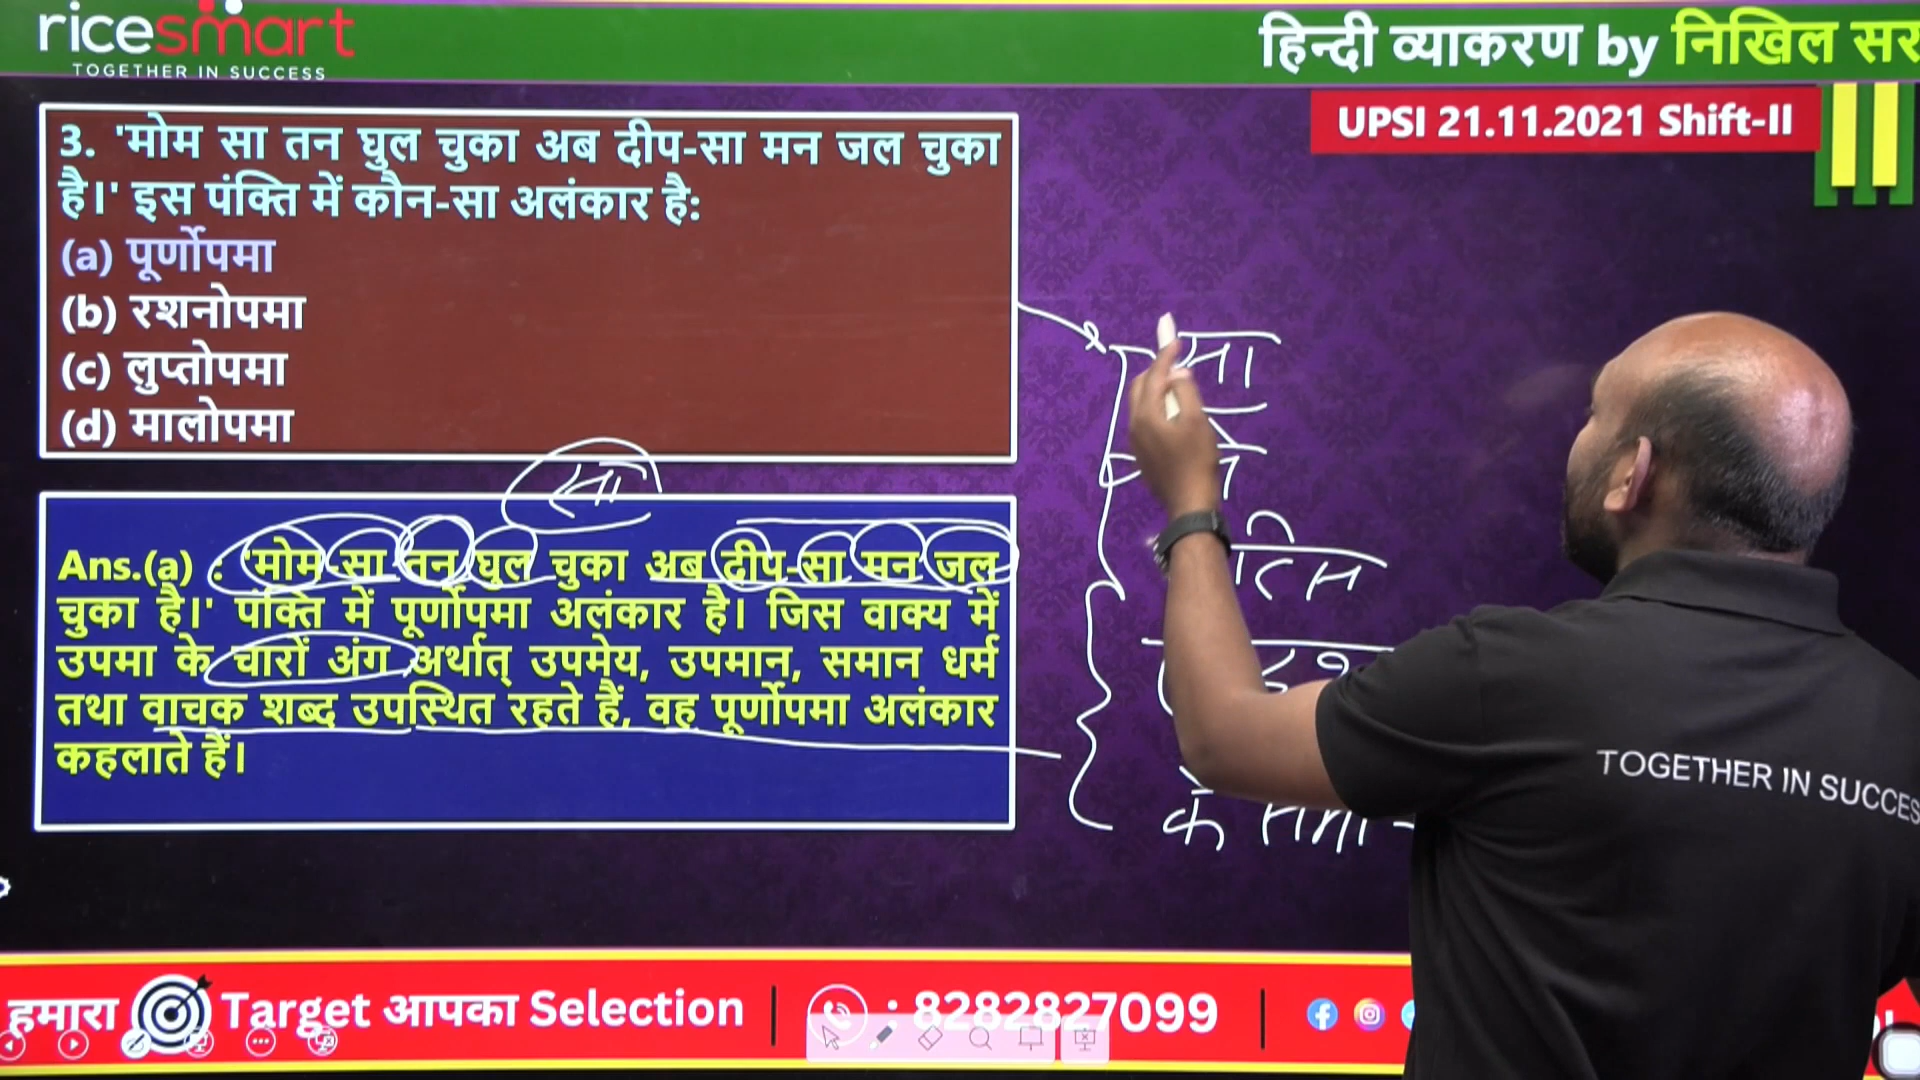 ricesmart
TOGETHER IN SUCCESS
हिन्दी व्याकरण by निखिल सर
UPSI 21.11.2021 Shift-II
3. 'मोम सा तन घुल चुका अब दीप-सा मन जल चुका
है।' इस पंक्ति में कौन-सा अलंकार है:
(a) पूर्णोपमा
(b) रशनोपमा
(c) लुप्तोपमा
(d) मालोपमा
सा
सा
Ans.(a) : 'मोम-सा तन घुल चुका अब दीप-सा मन जल
चुका है।' पंक्ति में पूर्णोपमा अलंकार है। जिस वाक्य में
उपमा के चारों अंग अर्थात् उपमेय, उपमान, समान धर्म
तथा वाचक शब्द उपस्थित रहते हैं, वह पूर्णोपमा अलंकार
कहलाते हैं।
के
TOGETHER IN SUCCES
हमारा Target आपका Selection
: 8282827099